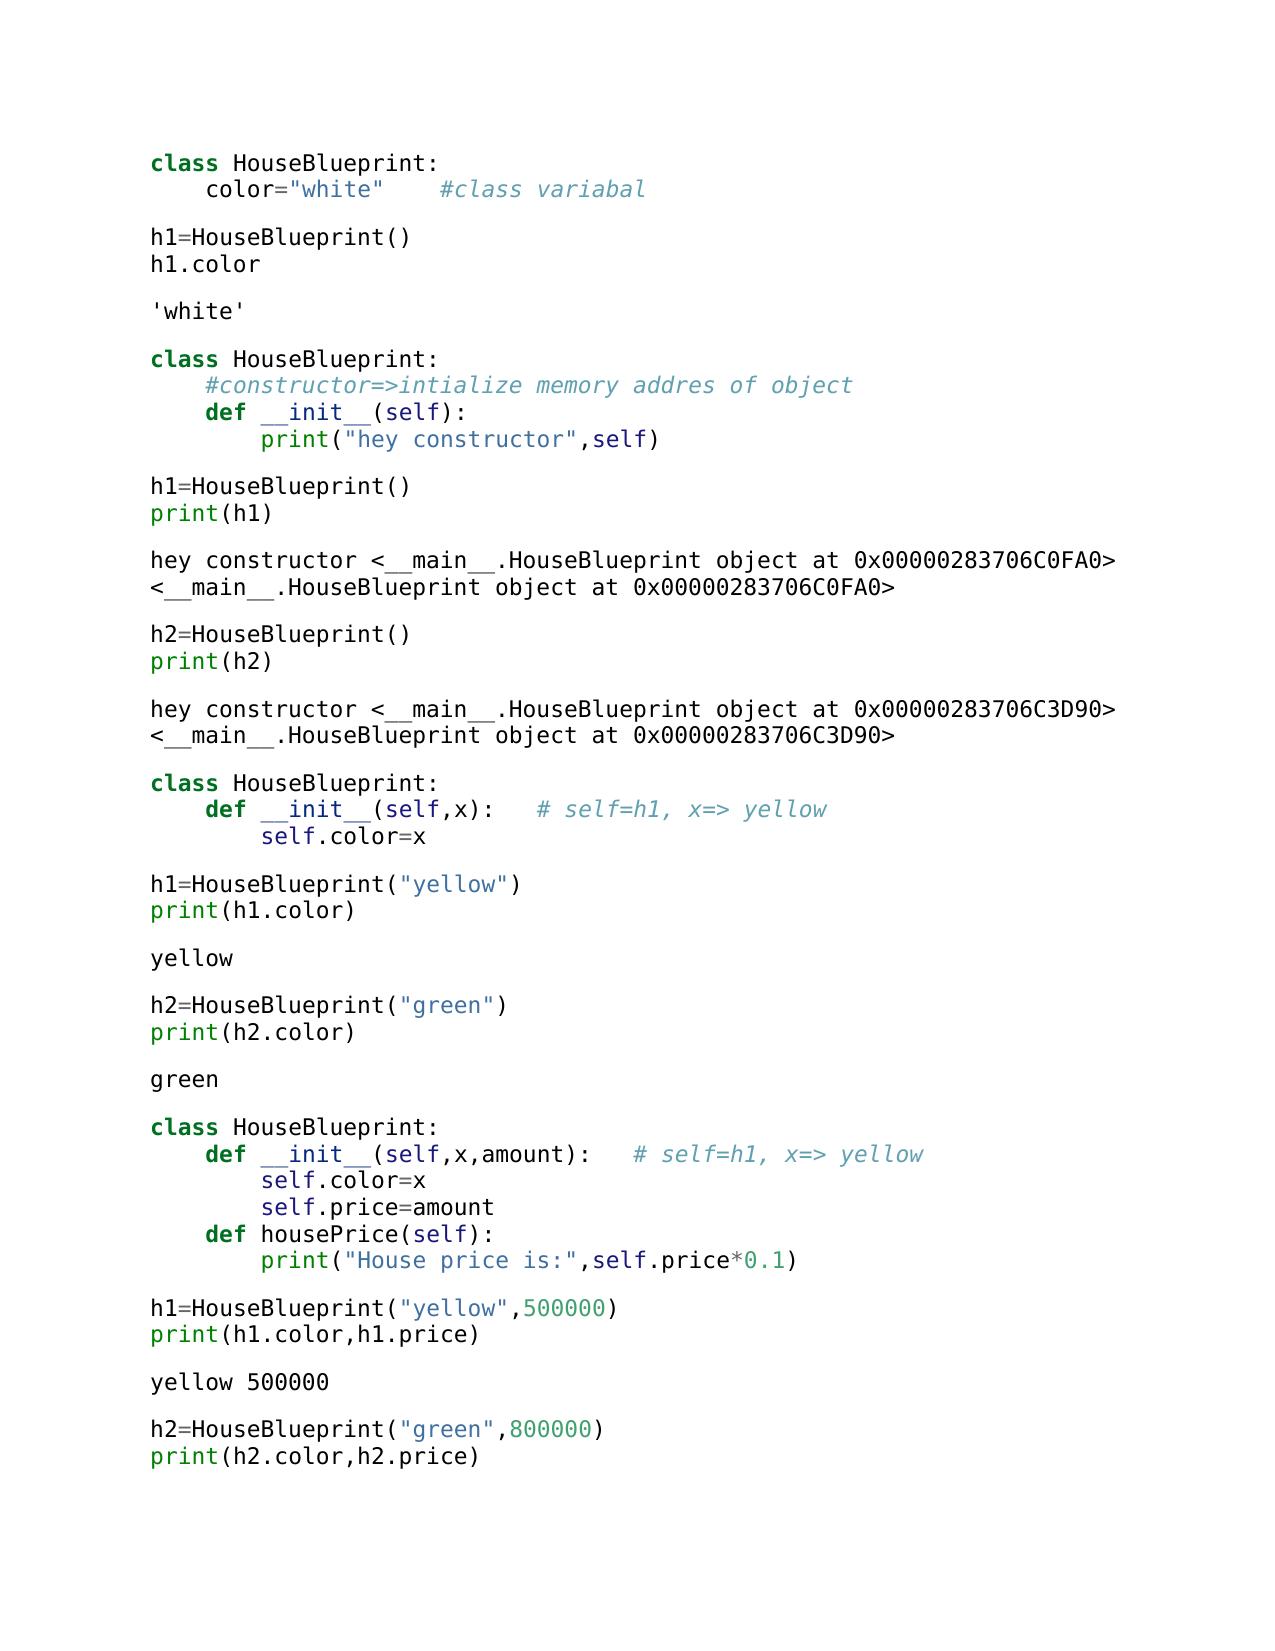 class HouseBlueprint:
    color="white"    #class variabal
h1=HouseBlueprint()
h1.color
'white'
class HouseBlueprint:
    #constructor=>intialize memory addres of object
    def __init__(self):
        print("hey constructor",self)
h1=HouseBlueprint()
print(h1)
hey constructor <__main__.HouseBlueprint object at 0x00000283706C0FA0>
<__main__.HouseBlueprint object at 0x00000283706C0FA0>
h2=HouseBlueprint()
print(h2)
hey constructor <__main__.HouseBlueprint object at 0x00000283706C3D90>
<__main__.HouseBlueprint object at 0x00000283706C3D90>
class HouseBlueprint:
    def __init__(self,x):   # self=h1, x=> yellow
        self.color=x
h1=HouseBlueprint("yellow")
print(h1.color)
yellow
h2=HouseBlueprint("green")
print(h2.color)
green
class HouseBlueprint:
    def __init__(self,x,amount):   # self=h1, x=> yellow
        self.color=x
        self.price=amount
    def housePrice(self):
        print("House price is:",self.price*0.1)
h1=HouseBlueprint("yellow",500000)
print(h1.color,h1.price)
yellow 500000
h2=HouseBlueprint("green",800000)
print(h2.color,h2.price)